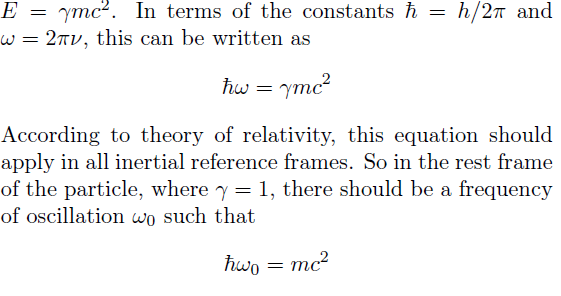 E = γmc². In terms of the constants ħ = h/2π and
ω = 2πν, this can be written as
ħω = γmc²
According to theory of relativity, this equation should
apply in all inertial reference frames. So in the rest frame
of the particle, where γ = 1, there should be a frequency
of oscillation ω₀ such that
ħω₀ = mc²